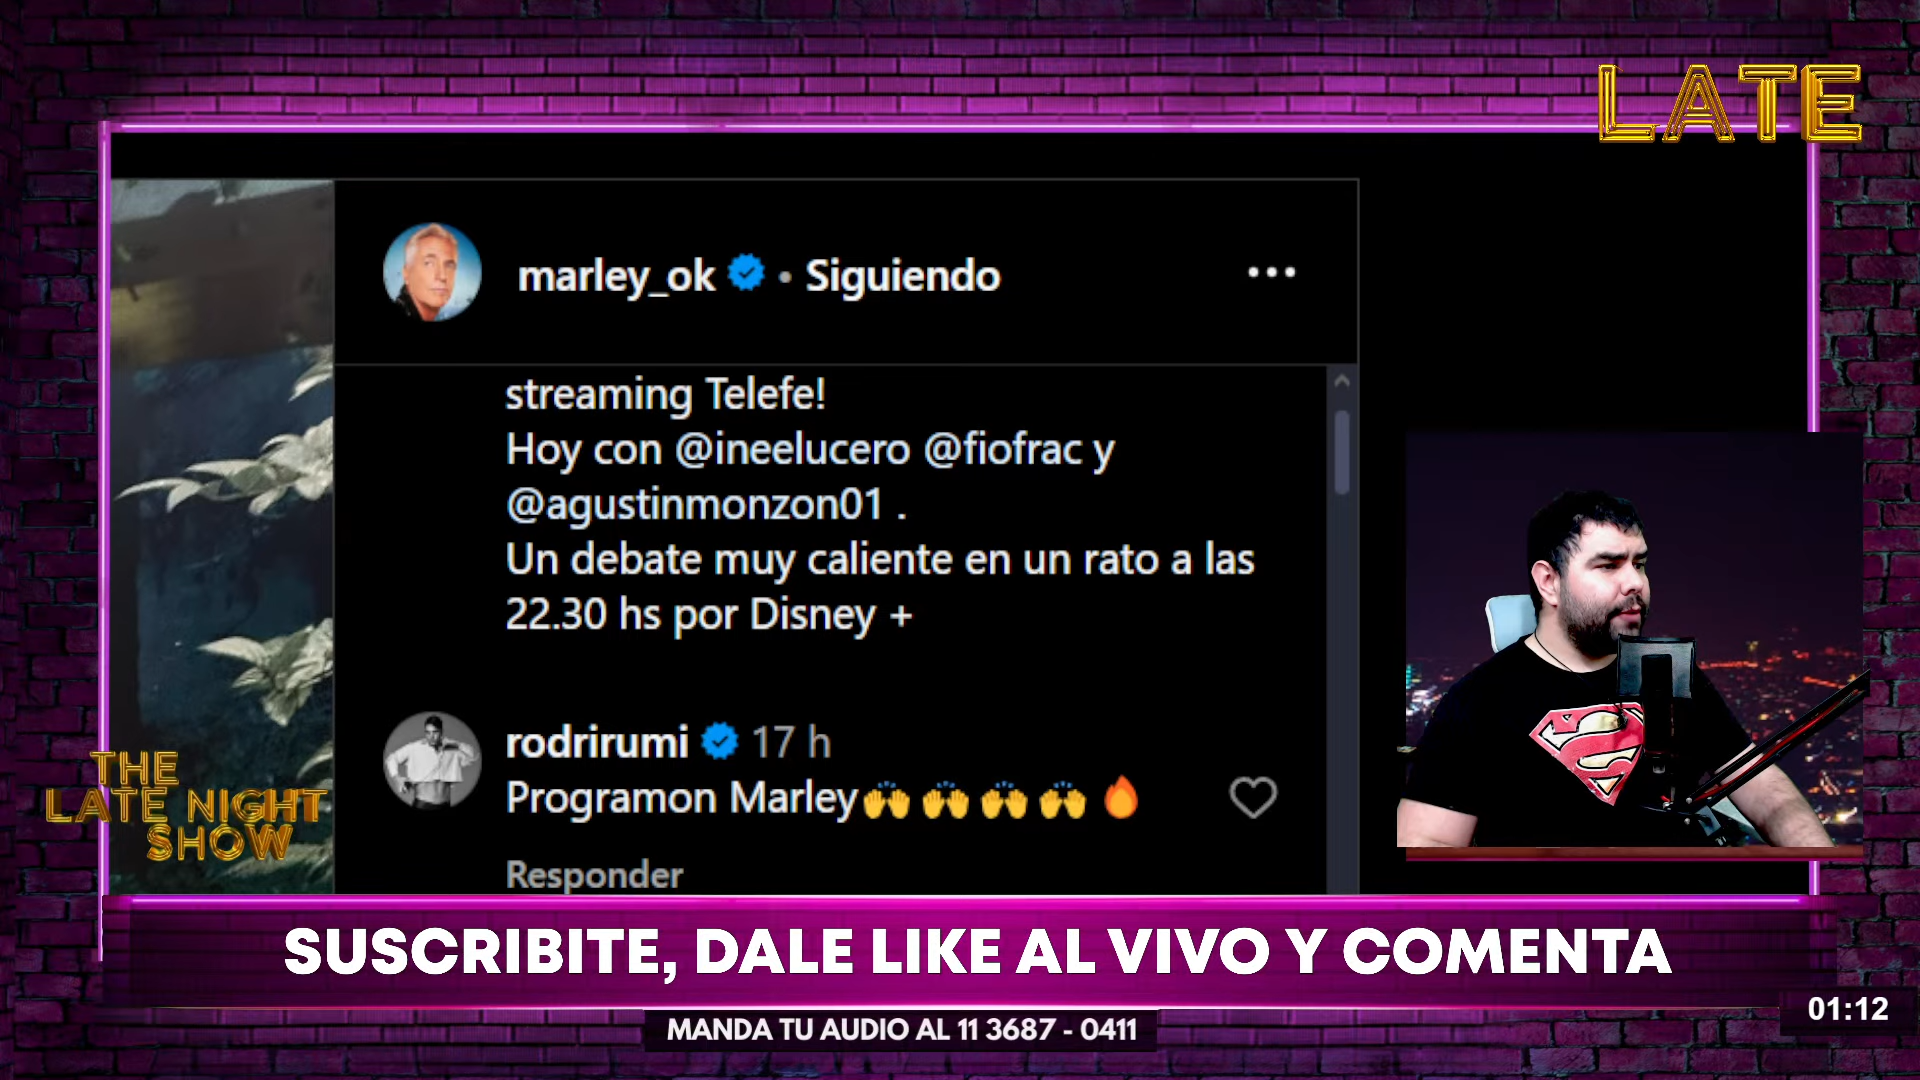 LATE
marley_ok • Siguiendo
streaming Telefe!
Hoy con @ineelucero @fiofrac y
@agustinmonzon01 .
Un debate muy caliente en un rato a las
22.30 hs por Disney +
rodrirumi 17 h
Programon Marley🙌🙌🙌🙌🔥
Responder
THE
LATE NIGHT
SHOW
SUSCRIBITE, DALE LIKE AL VIVO Y COMENTA
01:12
MANDA TU AUDIO AL 11 3687 - 0411